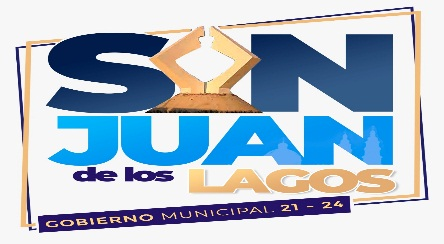 SAN
JUAN
de los LAGOS
GOBIERNO MUNICIPAL 21 - 24